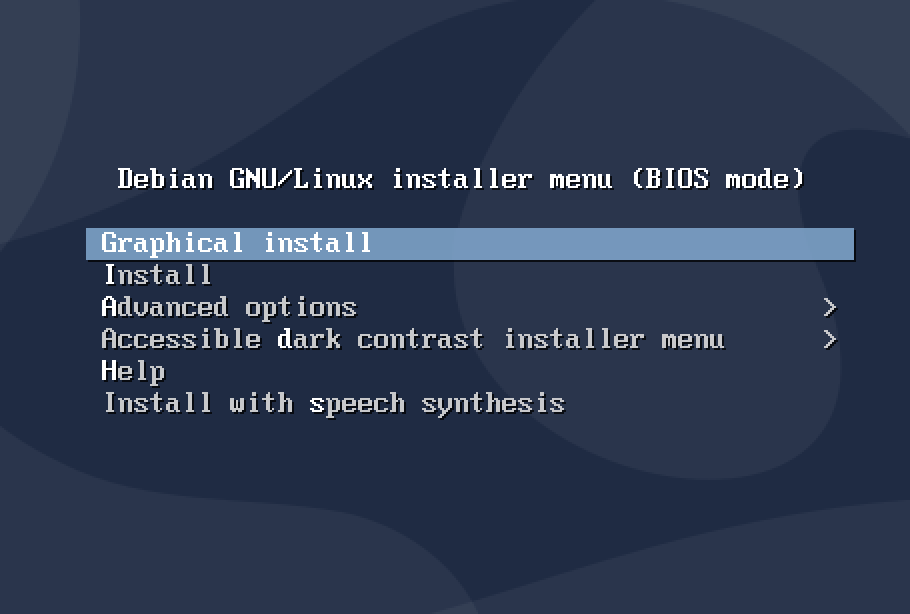 Debian GNU/Linux installer menu (BIOS mode)
Graphical install
Install
Advanced options >
Accessible dark contrast installer menu >
Help
Install with speech synthesis